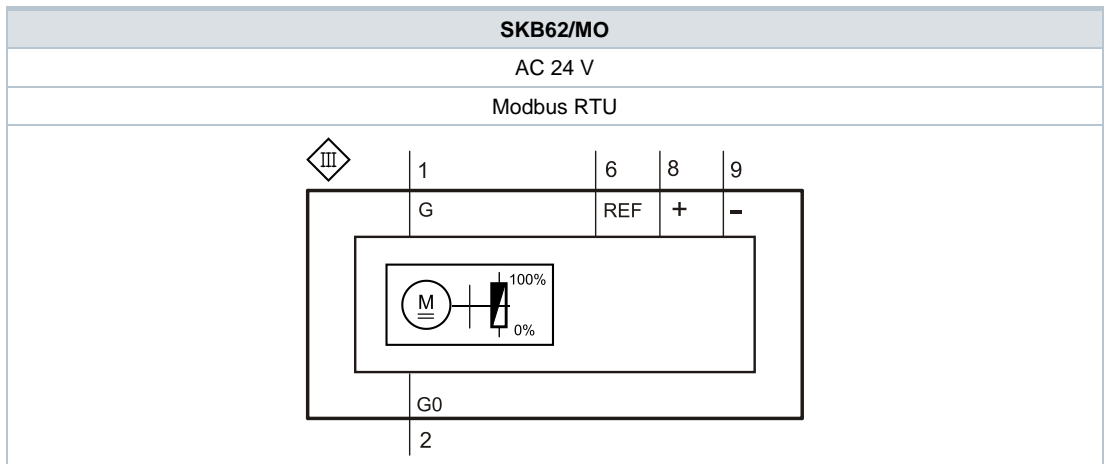 SKB62/MO
AC 24 V
Modbus RTU
III
1 6 8 9
G REF + -
M
100%
0%
G0
2